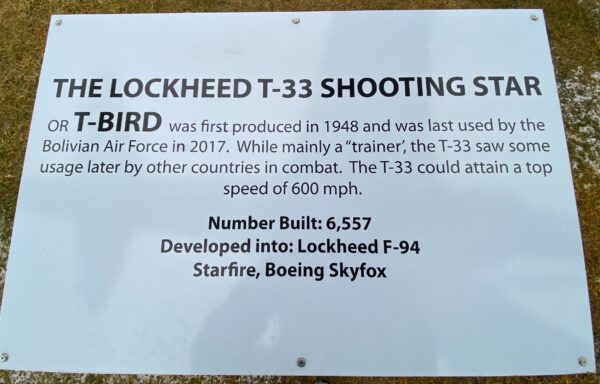 THE LOCKHEED T-33 SHOOTING STAR
OR T-BIRD was first produced in 1948 and was last used by the
Bolivian Air Force in 2017. While mainly a "trainer', the T-33 saw some
usage later by other countries in combat. The T-33 could attain a top
speed of 600 mph.
Number Built: 6,557
Developed into: Lockheed F-94
Starfire, Boeing Skyfox